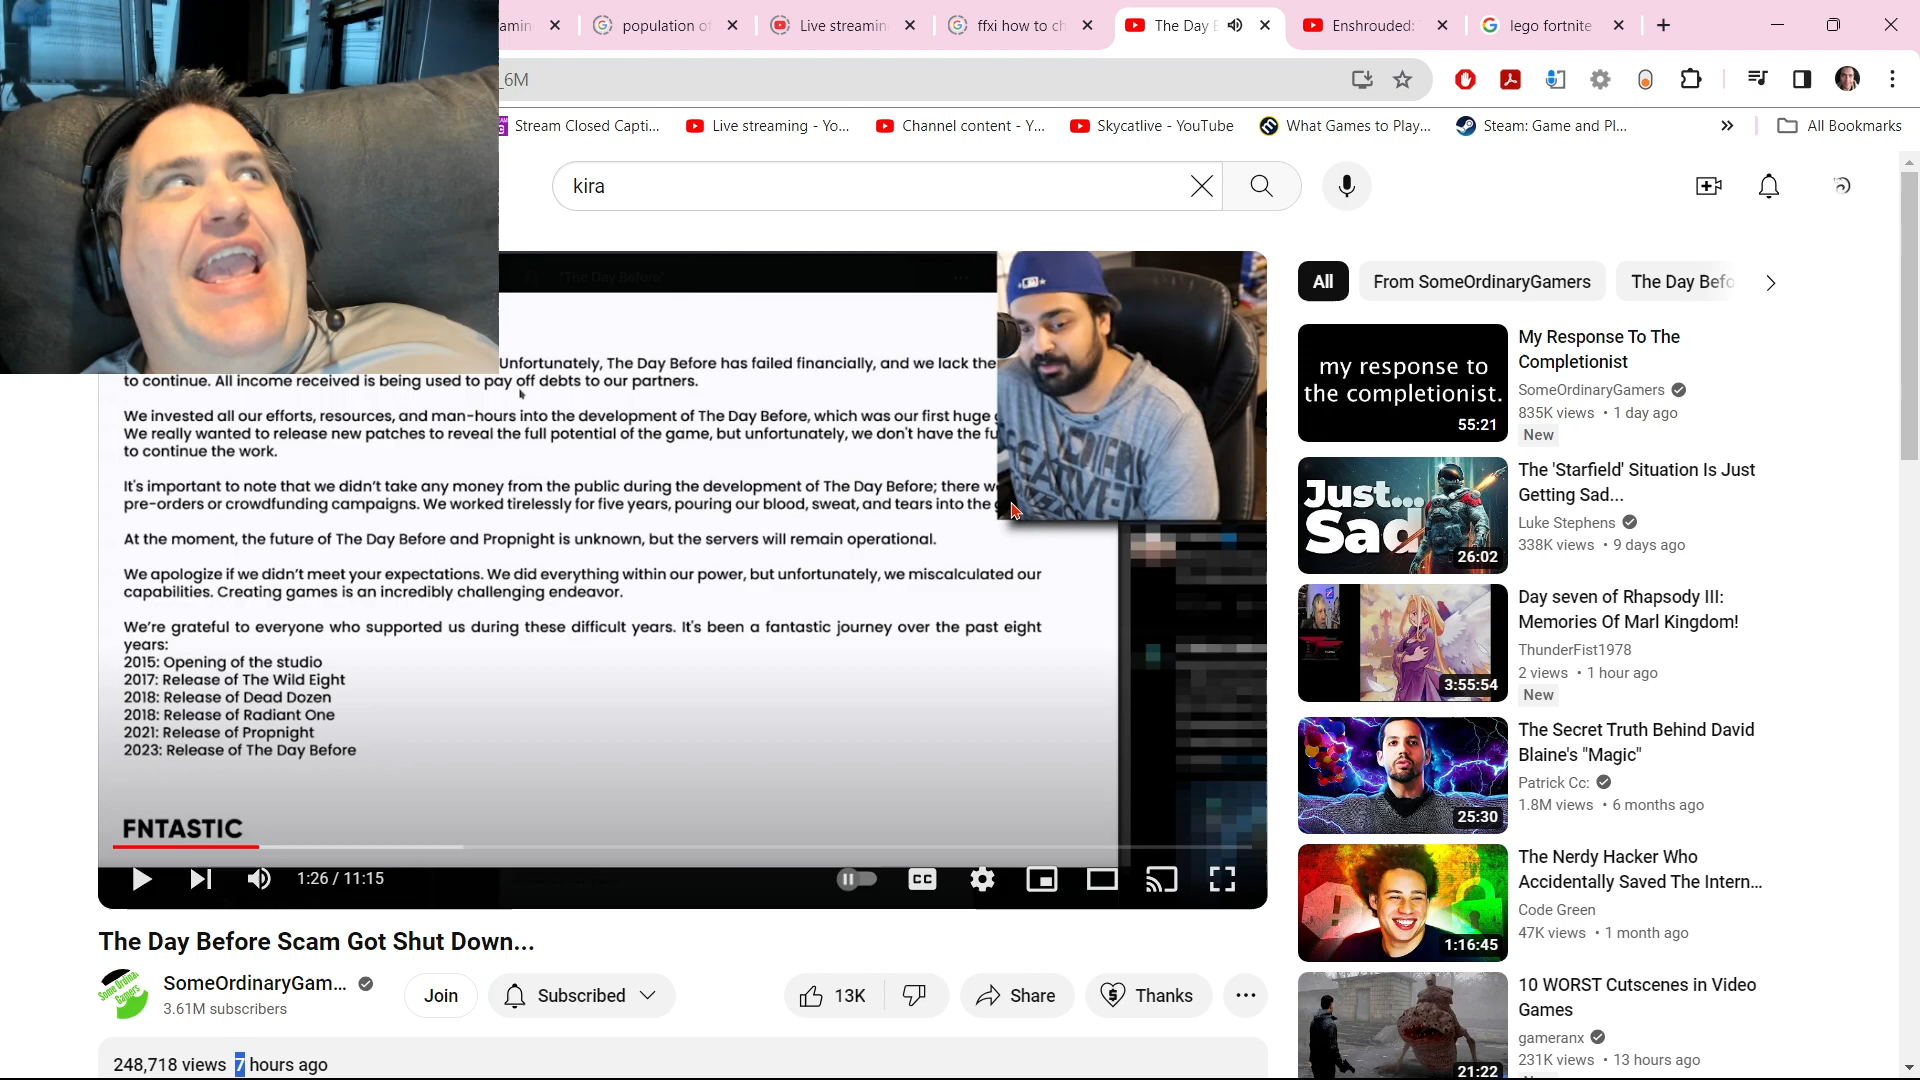 population o
Live streamin
ffxi how to ch
The Day
Enshrouded:
lego fortnite
_6M
Stream Closed Capti...
Live streaming - Yo...
Channel content - Y...
Skycatlive - YouTube
What Games to Play...
Steam: Game and Pl...
All Bookmarks
kira
"The Day Before"
Unfortunately, The Day Before has failed financially, and we lack the
to continue. All income received is being used to pay off debts to our partners.
We invested all our efforts, resources, and man-hours into the development of The Day Before, which was our first huge
We really wanted to release new patches to reveal the full potential of the game, but unfortunately, we don't have the fu
to continue the work.
It's important to note that we didn't take any money from the public during the development of The Day Before; there w
pre-orders or crowdfunding campaigns. We worked tirelessly for five years, pouring our blood, sweat, and tears into the
At the moment, the future of The Day Before and Propnight is unknown, but the servers will remain operational.
We apologize if we didn't meet your expectations. We did everything within our power, but unfortunately, we miscalculated our
capabilities. Creating games is an incredibly challenging endeavor.
We're grateful to everyone who supported us during these difficult years. It's been a fantastic journey over the past eight
years:
2015: Opening of the studio
2017: Release of The Wild Eight
2018: Release of Dead Dozen
2018: Release of Radiant One
2021: Release of Propnight
2023: Release of The Day Before
FNTASTIC
1:26 / 11:15
CC
The Day Before Scam Got Shut Down...
Some Ordinary Gamers
SomeOrdinaryGam...
3.61M subscribers
Join
Subscribed
13K
Share
Thanks
248,718 views 7 hours ago
All
From SomeOrdinaryGamers
The Day Befo
my response to
the completionist.
55:21
My Response To The
Completionist
SomeOrdinaryGamers
835K views • 1 day ago
New
Just...
Sad
26:02
The 'Starfield' Situation Is Just
Getting Sad...
Luke Stephens
338K views • 9 days ago
3:55:54
Day seven of Rhapsody III:
Memories Of Marl Kingdom!
ThunderFist1978
2 views • 1 hour ago
New
25:30
The Secret Truth Behind David
Blaine's "Magic"
Patrick Cc:
1.8M views • 6 months ago
1:16:45
The Nerdy Hacker Who
Accidentally Saved The Intern...
Code Green
47K views • 1 month ago
21:22
10 WORST Cutscenes in Video
Games
gameranx
231K views • 13 hours ago